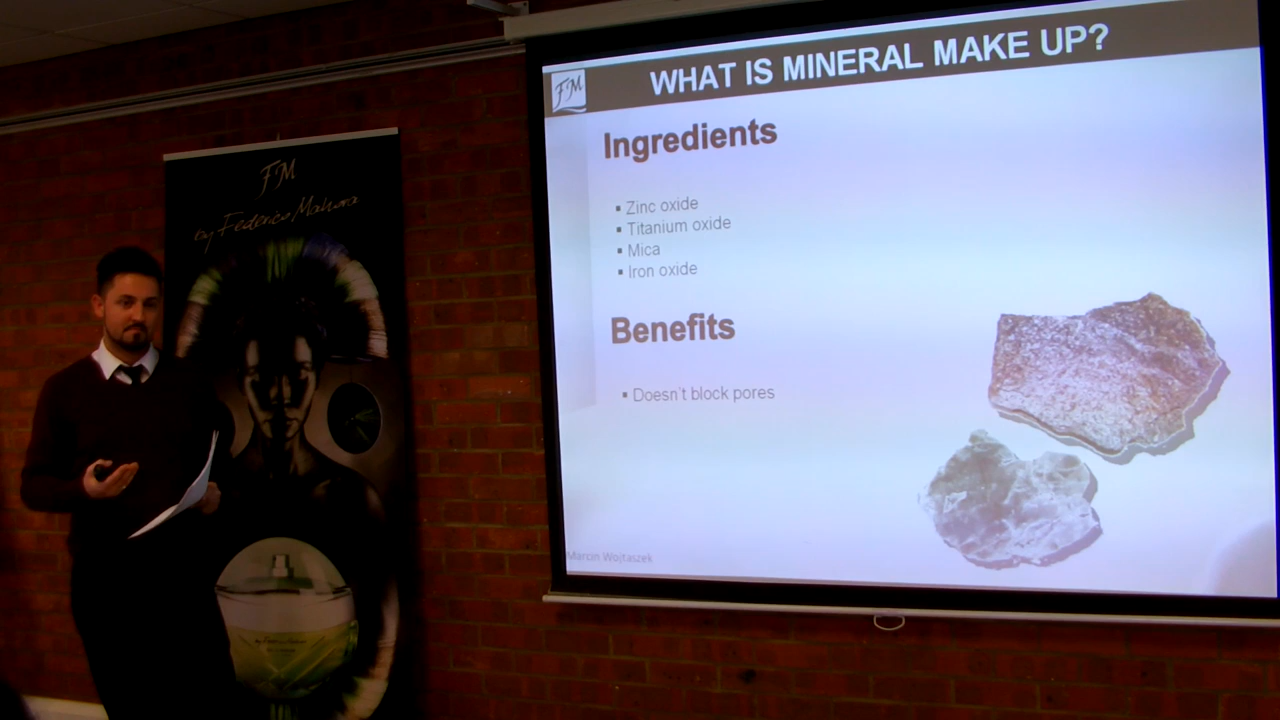 FM
by Federico Mahora
FM
WHAT IS MINERAL MAKE UP?
Ingredients
▪ Zinc oxide
▪ Titanium oxide
▪ Mica
▪ Iron oxide
Benefits
▪ Doesn't block pores
Marcin Wojtaszek